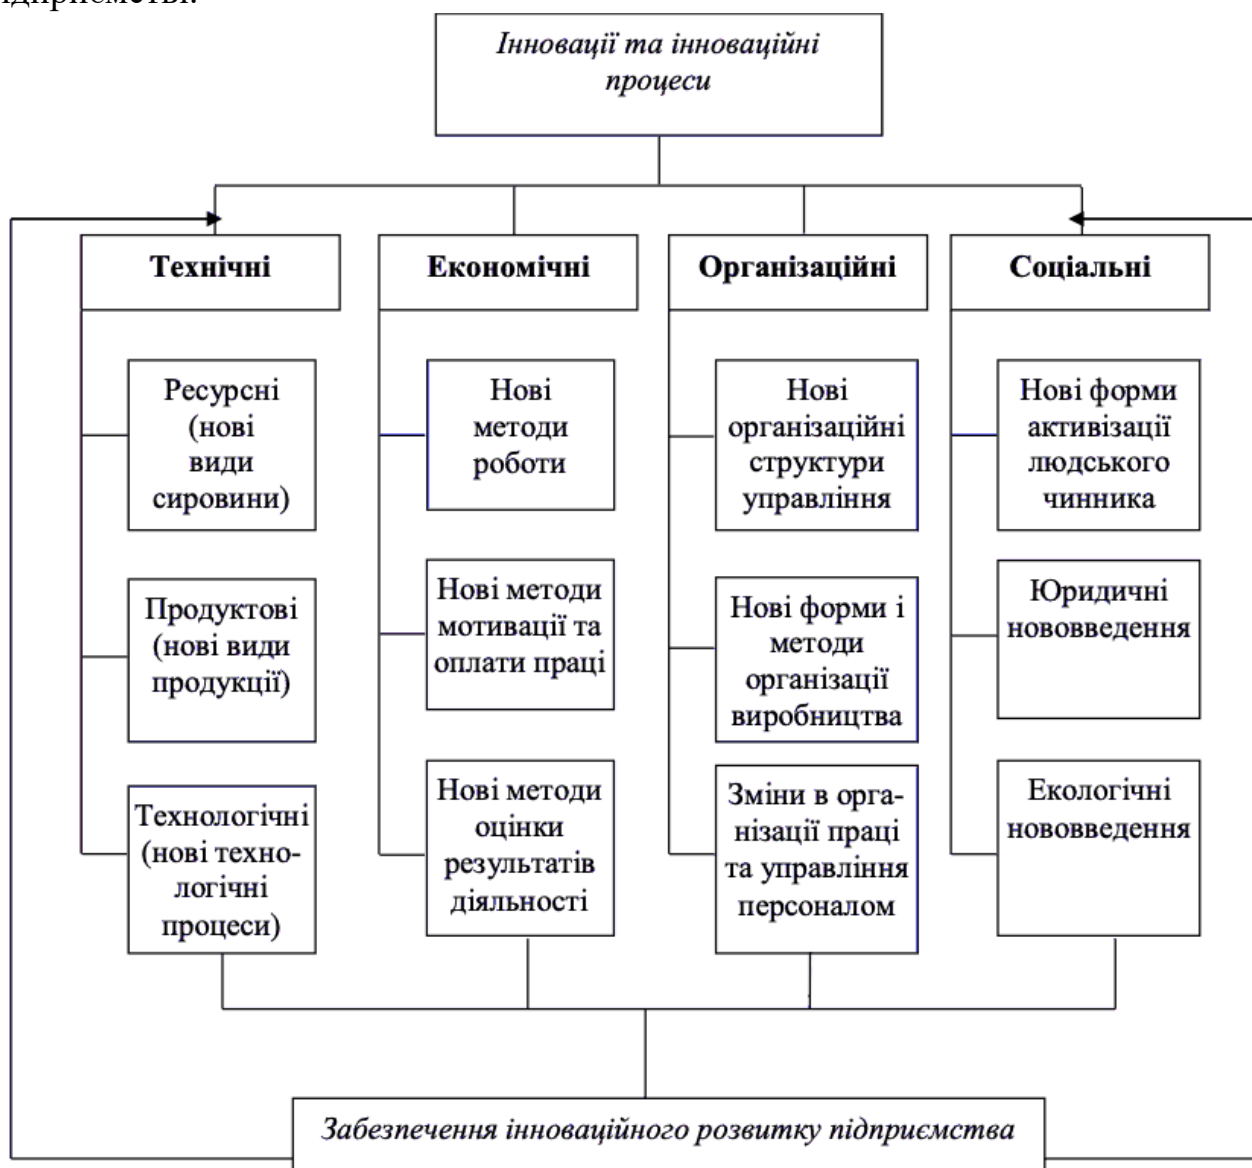 Інновації та інноваційні
процеси
Технічні
Економічні
Організаційні
Соціальні
Ресурсні
(нові
види
сировини)
Нові
методи
роботи
Нові
організаційні
структури
управління
Нові форми
активізації
людського
чинника
Продуктові
(нові види
продукції)
Нові методи
мотивації та
оплати праці
Нові форми і
методи
організації
виробництва
Юридичні
нововведення
Технологічні
(нові техно-
логічні
процеси)
Нові методи
оцінки
результатів
діяльності
Зміни в орга-
нізації праці
та управління
персоналом
Екологічні
нововведення
Забезпечення інноваційного розвитку підприємства